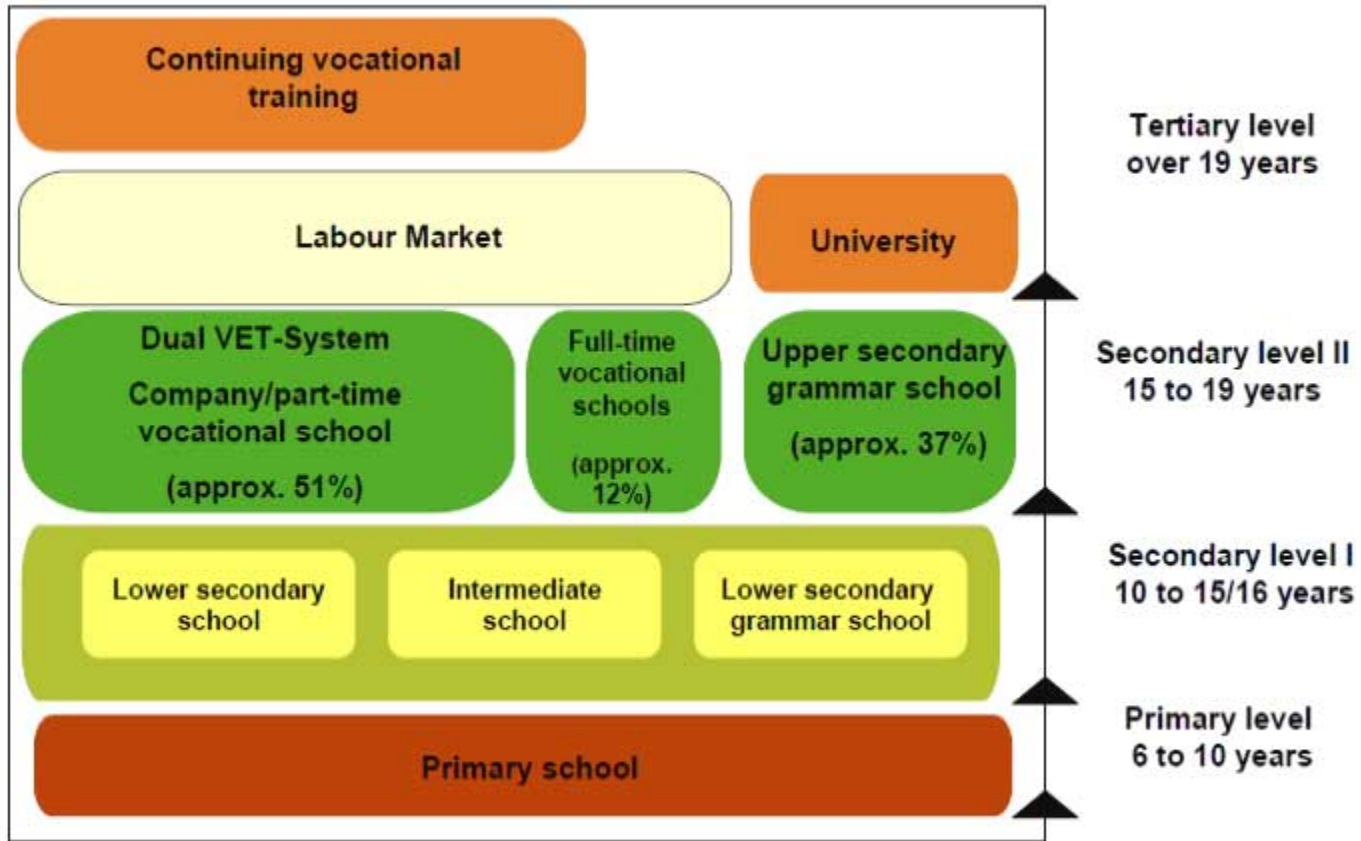 Continuing vocational
training
Tertiary level
over 19 years
Labour Market
University
Dual VET-System
Company/part-time
vocational school
(approx. 51%)
Full-time
vocational
schools
(approx.
12%)
Upper secondary
grammar school
(approx. 37%)
Secondary level II
15 to 19 years
Lower secondary
school
Intermediate
school
Lower secondary
grammar school
Secondary level I
10 to 15/16 years
Primary school
Primary level
6 to 10 years